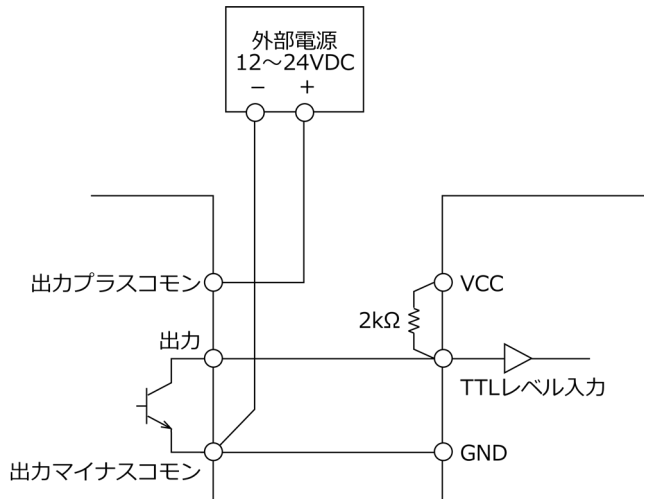 外部電源
12～24VDC
− +
出力プラスコモン
VCC
2kΩ
出力
TTLレベル入力
出力マイナスコモン
GND